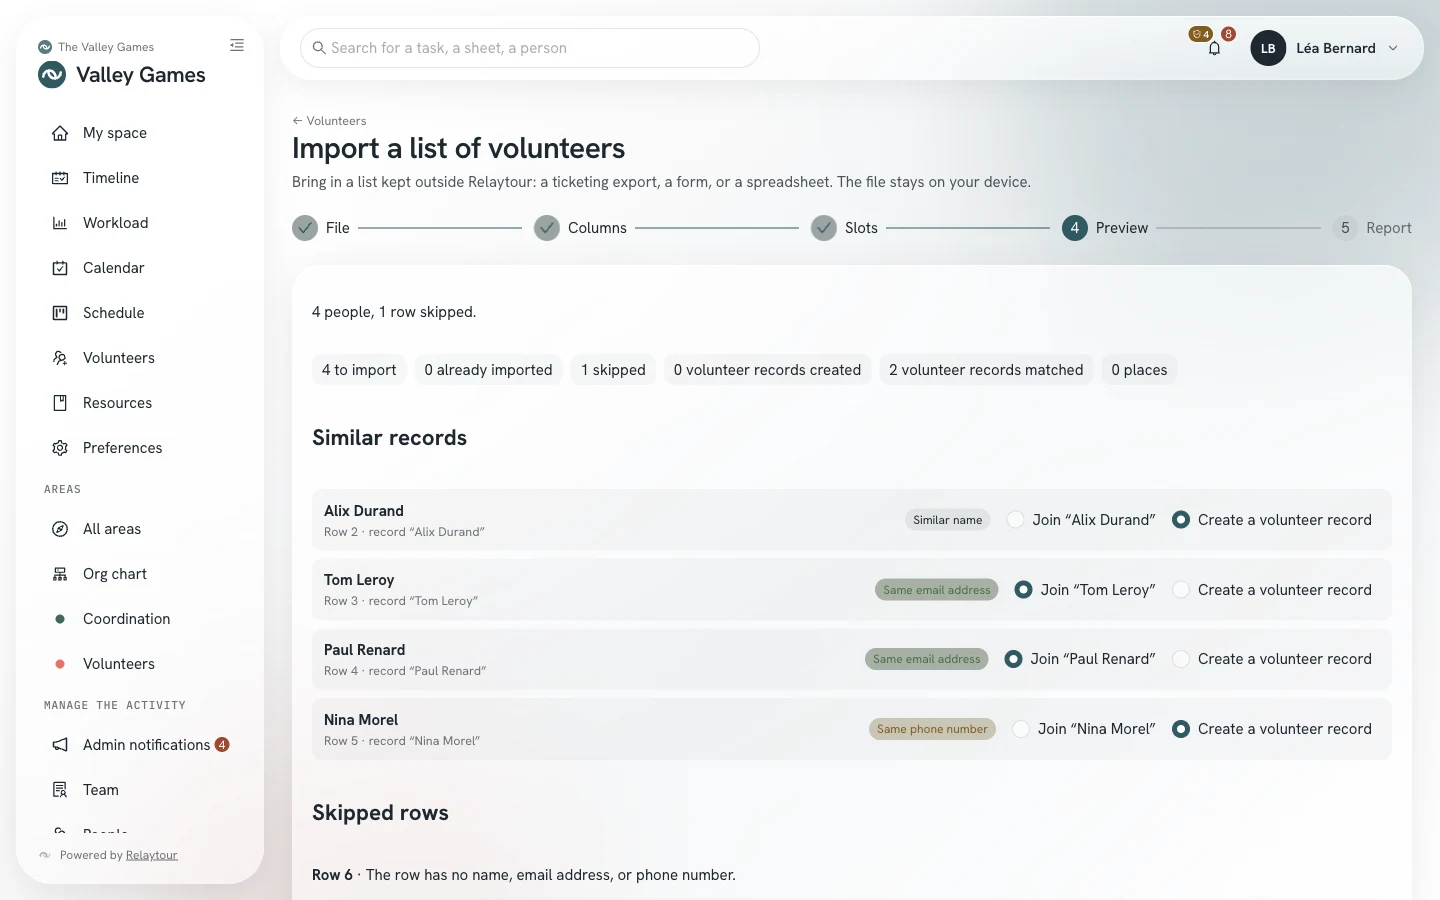 The Valley Games
Valley Games
My space
Timeline
Workload
Calendar
Schedule
Volunteers
Resources
Preferences
AREAS
All areas
Org chart
Coordination
Volunteers
MANAGE THE ACTIVITY
Admin notifications 4
Team
People
Powered by Relaytour
Search for a task, a sheet, a person
4
8
LB
Léa Bernard
← Volunteers
Import a list of volunteers
Bring in a list kept outside Relaytour: a ticketing export, a form, or a spreadsheet. The file stays on your device.
File
Columns
Slots
4 Preview
5 Report
4 people, 1 row skipped.
4 to import
0 already imported
1 skipped
0 volunteer records created
2 volunteer records matched
0 places
Similar records
Alix Durand
Row 2 · record “Alix Durand”
Similar name
Join “Alix Durand”
Create a volunteer record
Tom Leroy
Row 3 · record “Tom Leroy”
Same email address
Join “Tom Leroy”
Create a volunteer record
Paul Renard
Row 4 · record “Paul Renard”
Same email address
Join “Paul Renard”
Create a volunteer record
Nina Morel
Row 5 · record “Nina Morel”
Same phone number
Join “Nina Morel”
Create a volunteer record
Skipped rows
Row 6 · The row has no name, email address, or phone number.